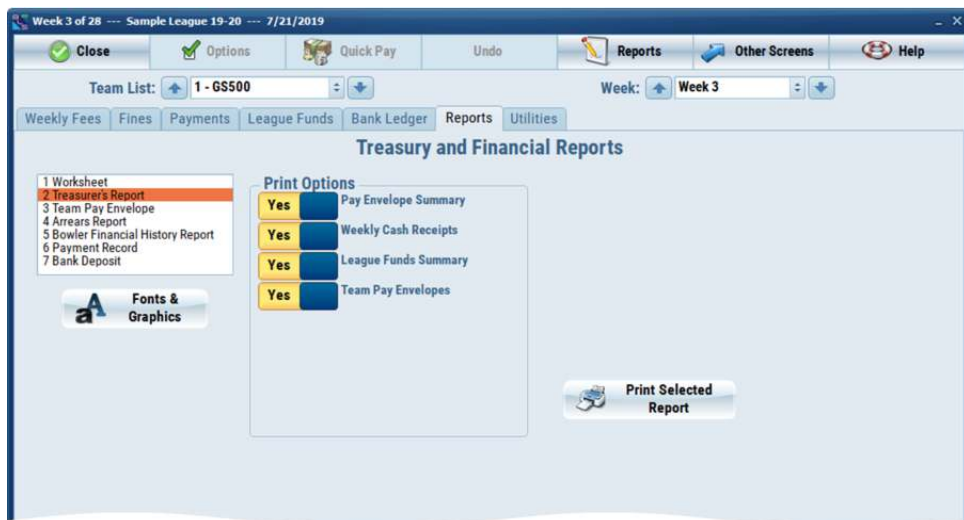 Week 3 of 28 --- Sample League 19-20 --- 7/21/2019
Close Options Quick Pay Undo Reports Other Screens Help
Team List: 1 - GS500 Week: Week 3
Weekly Fees Fines Payments League Funds Bank Ledger Reports Utilities
Treasury and Financial Reports
1 Worksheet
2 Treasurer's Report
3 Team Pay Envelope
4 Arrears Report
5 Bowler Financial History Report
6 Payment Record
7 Bank Deposit
Fonts &
Graphics
Print Options
Yes Pay Envelope Summary
Yes Weekly Cash Receipts
Yes League Funds Summary
Yes Team Pay Envelopes
Print Selected
Report